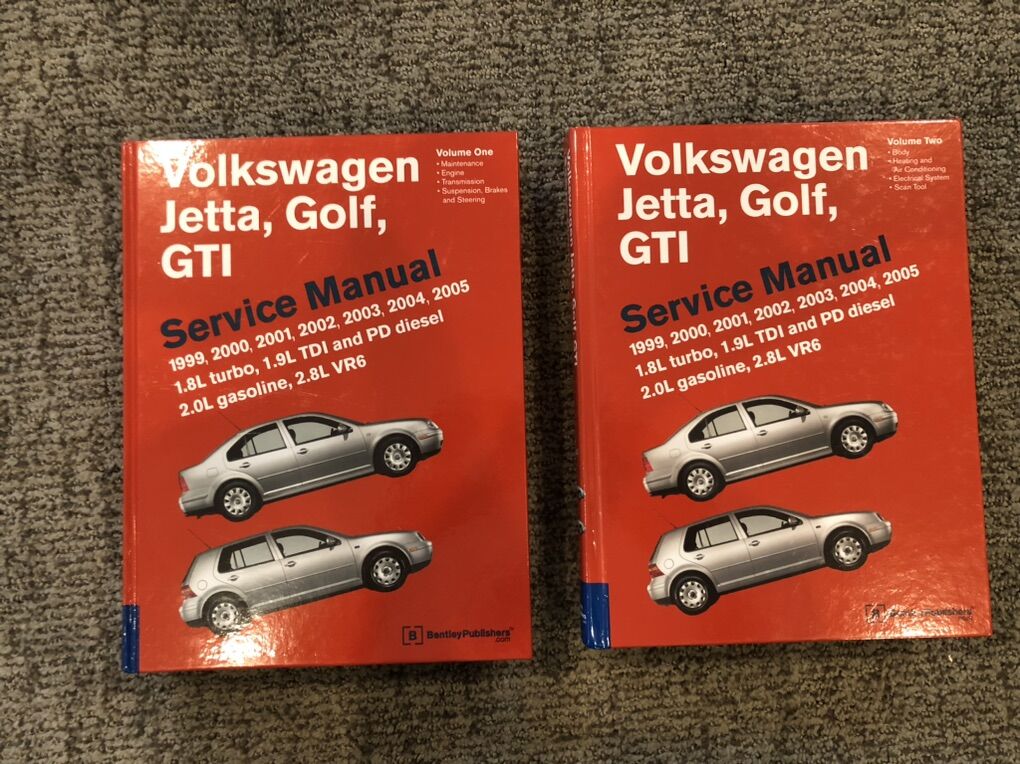 Volkswagen
Jetta, Golf,
GTI
Volume One
• Maintenance
• Engine
• Transmission
• Suspension, Brakes
and Steering
Service Manual
1999, 2000, 2001, 2002, 2003, 2004, 2005
1.8L turbo, 1.9L TDI and PD diesel
2.0L gasoline, 2.8L VR6
B BentleyPublishers™
.com
Volkswagen
Jetta, Golf,
GTI
Volume Two
• Body
• Heating and
Air Conditioning
• Electrical System
• Scan Tool
Service Manual
1999, 2000, 2001, 2002, 2003, 2004, 2005
1.8L turbo, 1.9L TDI and PD diesel
2.0L gasoline, 2.8L VR6
B BentleyPublishers™
.com